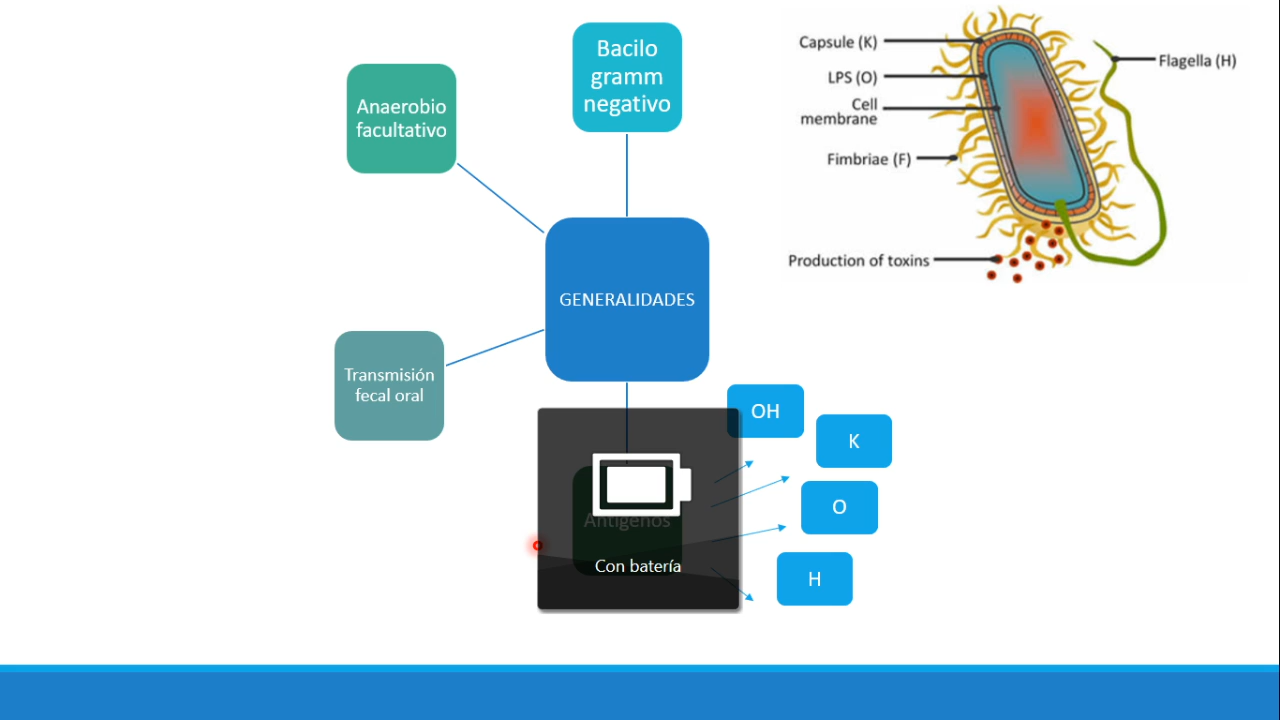 Bacilo
gramm
negativo
Anaerobio
facultativo
GENERALIDADES
Transmisión
fecal oral
Antígenos
Con batería
OH
K
O
H
Capsule (K)
LPS (O)
Cell
membrane
Fimbriae (F)
Production of toxins
Flagella (H)